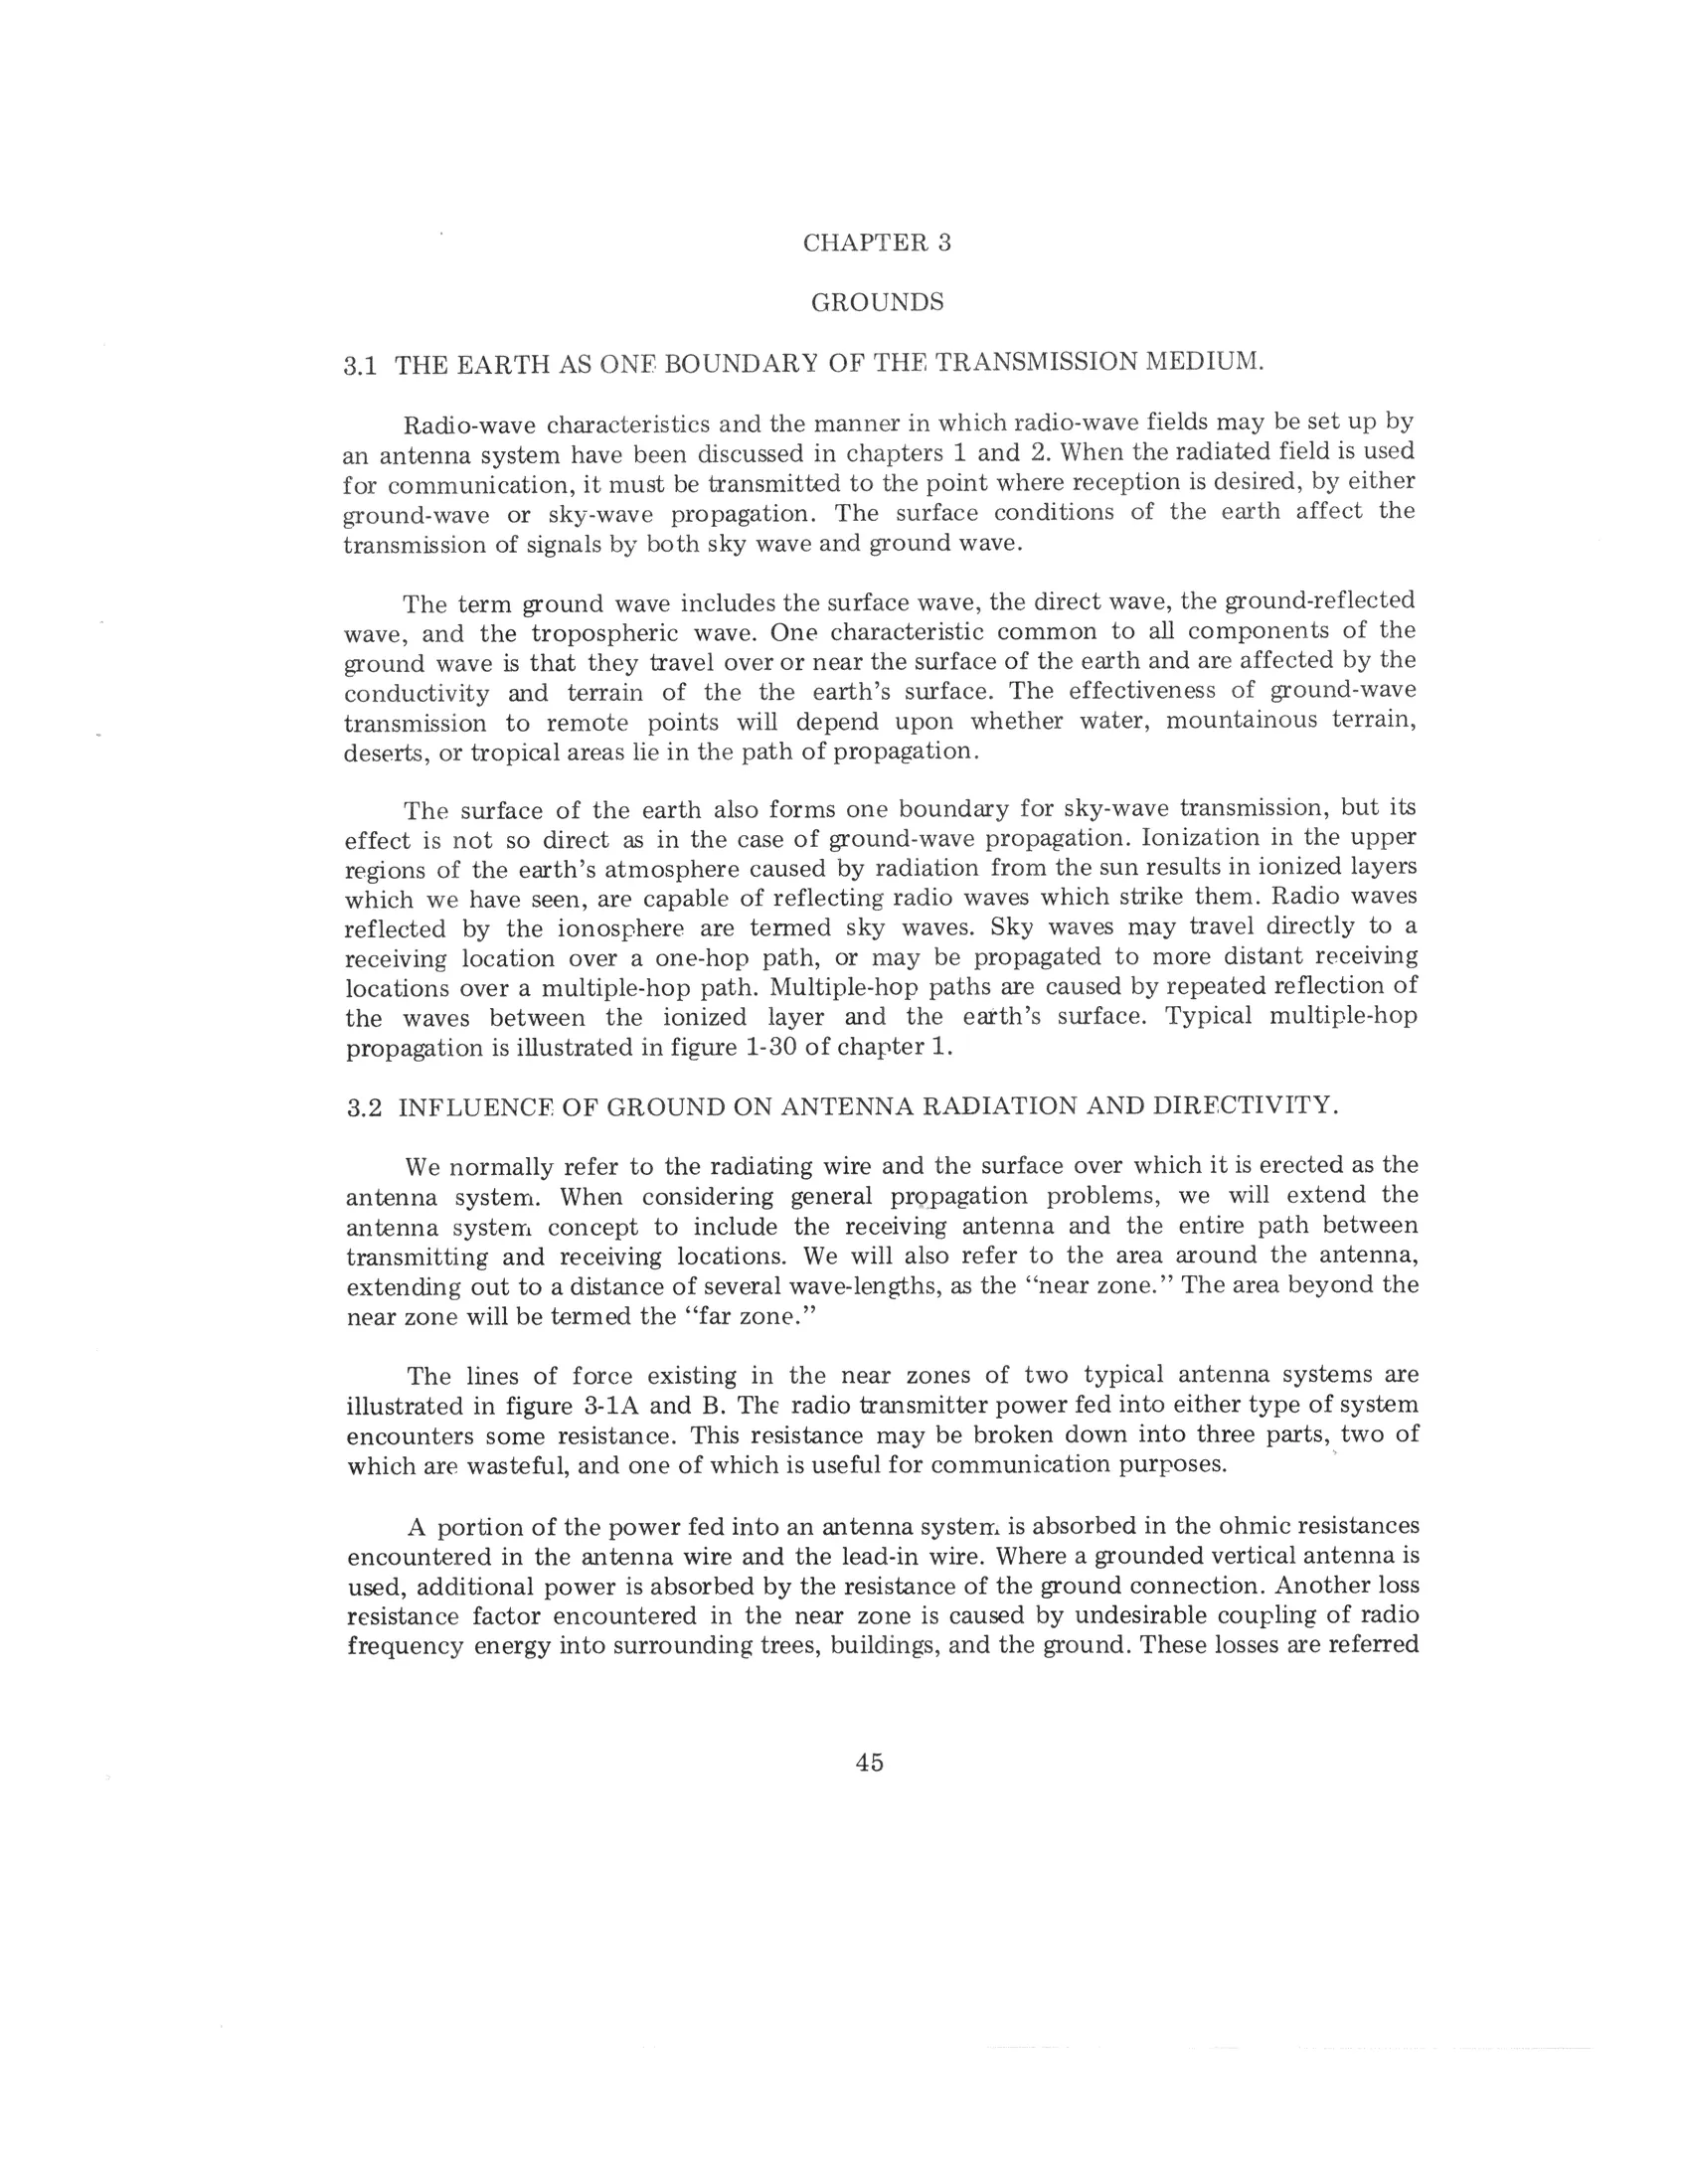 CHAPTER 3
GROUNDS
3.1 THE EARTH AS ONE BOUNDARY OF THE TRANSMISSION MEDIUM.
Radio-wave characteristics and the manner in which radio-wave fields may be set up by
an antenna system have been discussed in chapters 1 and 2. When the radiated field is used
for communication, it must be transmitted to the point where reception is desired, by either
ground-wave or sky-wave propagation. The surface conditions of the earth affect the
transmission of signals by both sky wave and ground wave.
The term ground wave includes the surface wave, the direct wave, the ground-reflected
wave, and the tropospheric wave. One characteristic common to all components of the
ground wave is that they travel over or near the surface of the earth and are affected by the
conductivity and terrain of the the earth's surface. The effectiveness of ground-wave
transmission to remote points will depend upon whether water, mountainous terrain,
deserts, or tropical areas lie in the path of propagation.
The surface of the earth also forms one boundary for sky-wave transmission, but its
effect is not so direct as in the case of ground-wave propagation. Ionization in the upper
regions of the earth's atmosphere caused by radiation from the sun results in ionized layers
which we have seen, are capable of reflecting radio waves which strike them. Radio waves
reflected by the ionosphere are termed sky waves. Sky waves may travel directly to a
receiving location over a one-hop path, or may be propagated to more distant receiving
locations over a multiple-hop path. Multiple-hop paths are caused by repeated reflection of
the waves between the ionized layer and the earth's surface. Typical multiple-hop
propagation is illustrated in figure 1-30 of chapter 1.
3.2 INFLUENCE OF GROUND ON ANTENNA RADIATION AND DIRECTIVITY.
We normally refer to the radiating wire and the surface over which it is erected as the
antenna system. When considering general propagation problems, we will extend the
antenna system concept to include the receiving antenna and the entire path between
transmitting and receiving locations. We will also refer to the area around the antenna,
extending out to a distance of several wave-lengths, as the “near zone.” The area beyond the
near zone will be termed the “far zone.”
The lines of force existing in the near zones of two typical antenna systems are
illustrated in figure 3-1A and B. The radio transmitter power fed into either type of system
encounters some resistance. This resistance may be broken down into three parts, two of
which are wasteful, and one of which is useful for communication purposes.
A portion of the power fed into an antenna system is absorbed in the ohmic resistances
encountered in the antenna wire and the lead-in wire. Where a grounded vertical antenna is
used, additional power is absorbed by the resistance of the ground connection. Another loss
resistance factor encountered in the near zone is caused by undesirable coupling of radio
frequency energy into surrounding trees, buildings, and the ground. These losses are referred
45